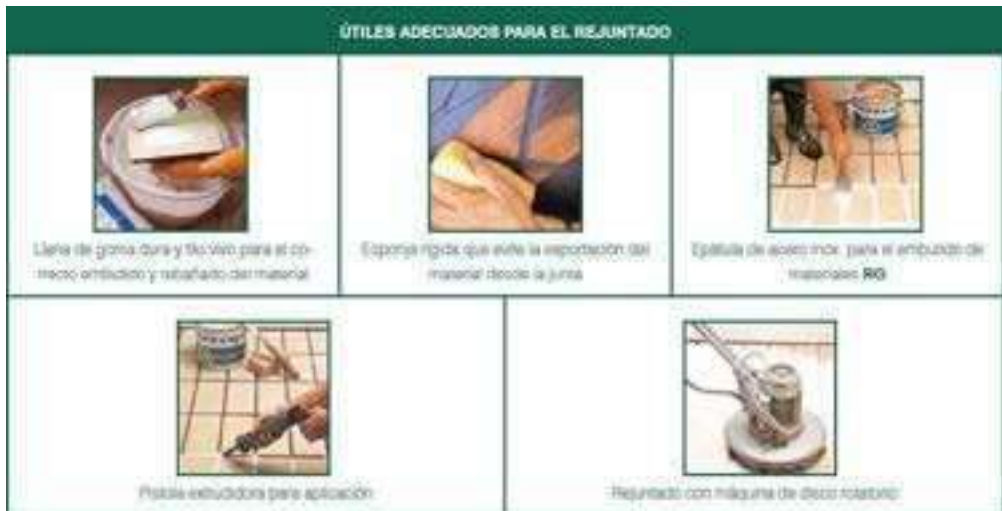 ÚTILES ADECUADOS PARA EL REJUNTADO
Llana de goma dura y filo vivo para el co-
rrecto embutido y rebañado del material
Esponja rígida que evite la exportación del
material desde la junta
Espátula de acero inox. para el embutido de
materiales RG
Pistola extrudidora para aplicación
Rejuntado con máquina de disco rotatorio